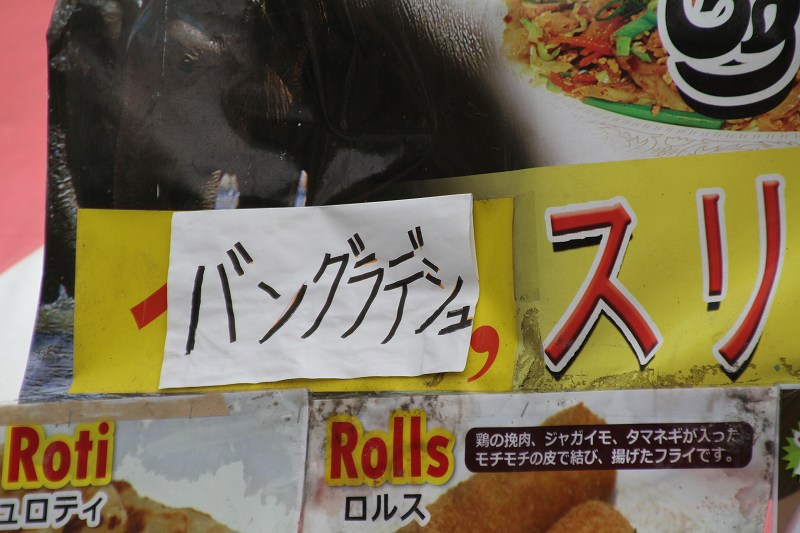 バングラデシュ
,スリ
Roti
ュロティ
Rolls
ロルス
鶏の挽肉、ジャガイモ、タマネギが入った
モチモチの皮で結び、揚げたフライです。